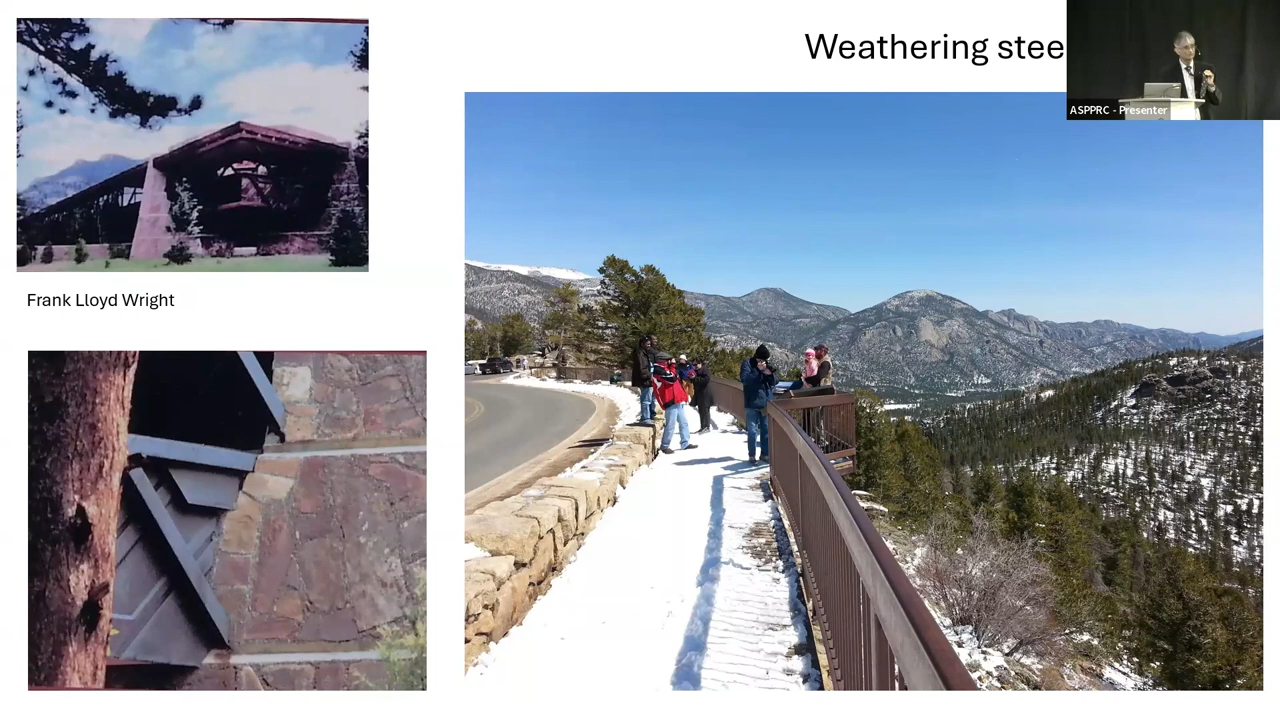 Weathering stee
ASPPRC - Presenter
Frank Lloyd Wright